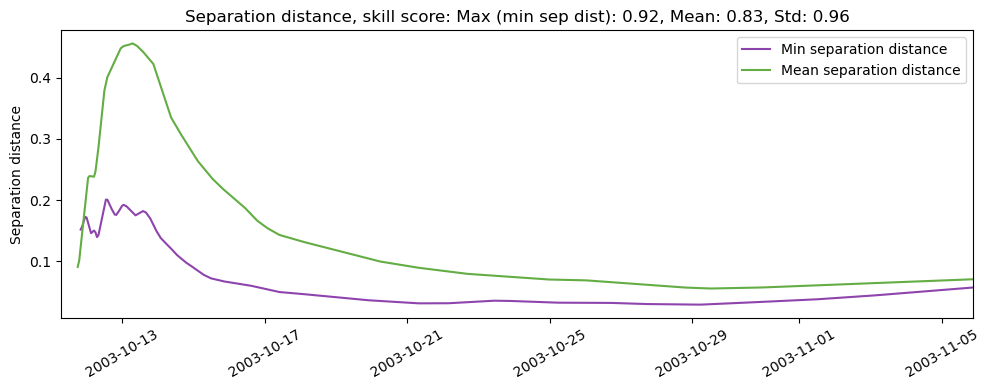 Separation distance, skill score: Max (min sep dist): 0.92, Mean: 0.83, Std: 0.96
Min separation distance
Mean separation distance
Separation distance
0.4
0.3
0.2
0.1
2003-10-13
2003-10-17
2003-10-21
2003-10-25
2003-10-29
2003-11-01
2003-11-05